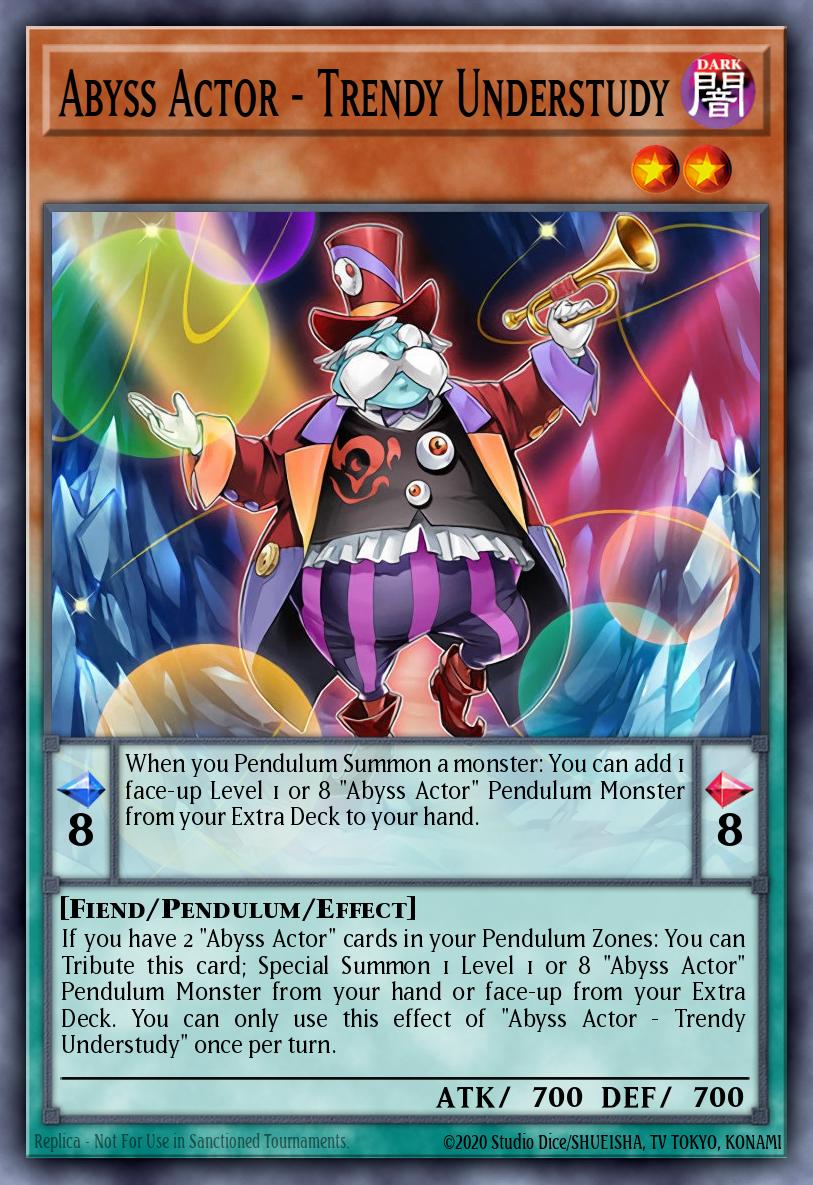 Abyss Actor - Trendy Understudy
DARK
闇
When you Pendulum Summon a monster: You can add 1
face-up Level 1 or 8 "Abyss Actor" Pendulum Monster
from your Extra Deck to your hand.
8
8
[Fiend/Pendulum/Effect]
If you have 2 "Abyss Actor" cards in your Pendulum Zones: You can
Tribute this card; Special Summon 1 Level 1 or 8 "Abyss Actor"
Pendulum Monster from your hand or face-up from your Extra
Deck. You can only use this effect of "Abyss Actor - Trendy
Understudy" once per turn.
ATK/ 700 DEF/ 700
Replica - Not For Use in Sanctioned Tournaments.
©2020 Studio Dice/SHUEISHA, TV TOKYO, KONAMI